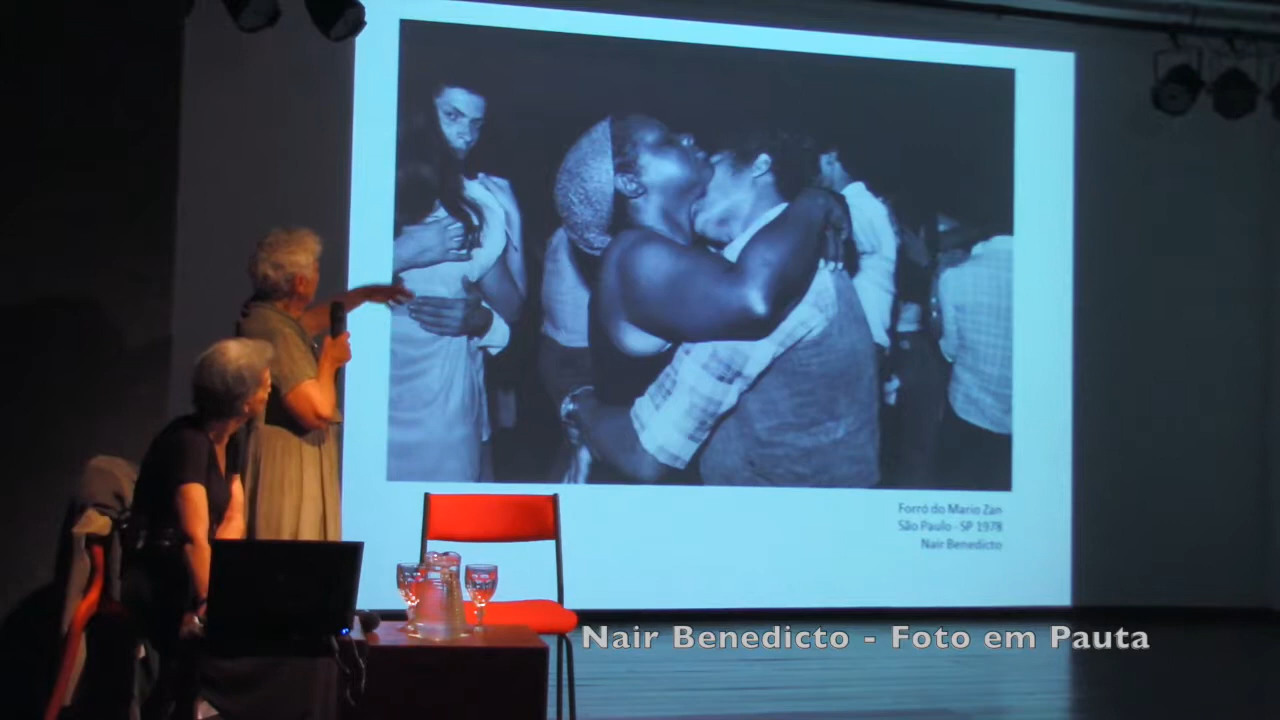 Forró do Mario Zan
São Paulo - SP 1978
Nair Benedicto
Nair Benedicto - Foto em Pauta